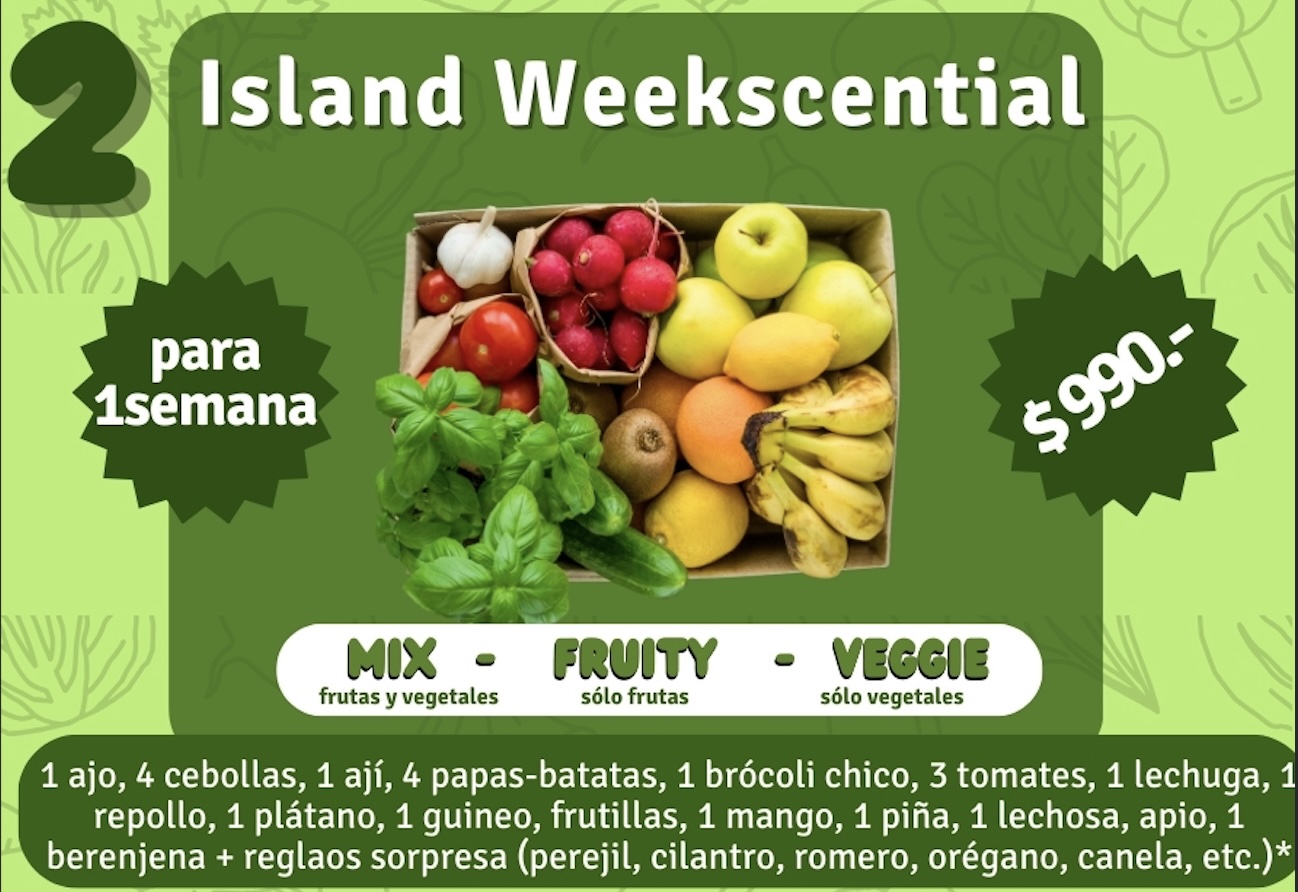 2
Island Weekscential
para
1semana
$990.-
MIX - FRUITY - VEGGIE
frutas y vegetales sólo frutas sólo vegetales
1 ajo, 4 cebollas, 1 ají, 4 papas-batatas, 1 brócoli chico, 3 tomates, 1 lechuga, 1
repollo, 1 plátano, 1 guineo, frutillas, 1 mango, 1 piña, 1 lechosa, apio, 1
berenjena + reglaos sorpresa (perejil, cilantro, romero, orégano, canela, etc.)*